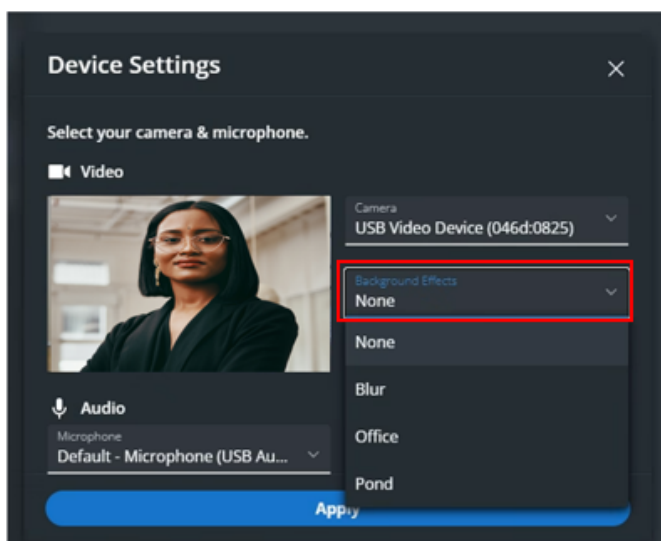 Device Settings
Select your camera & microphone.
Video
Camera
USB Video Device (046d:0825)
Background Effects
None
None
Blur
Office
Pond
Audio
Microphone
Default - Microphone (USB Au...
Apply